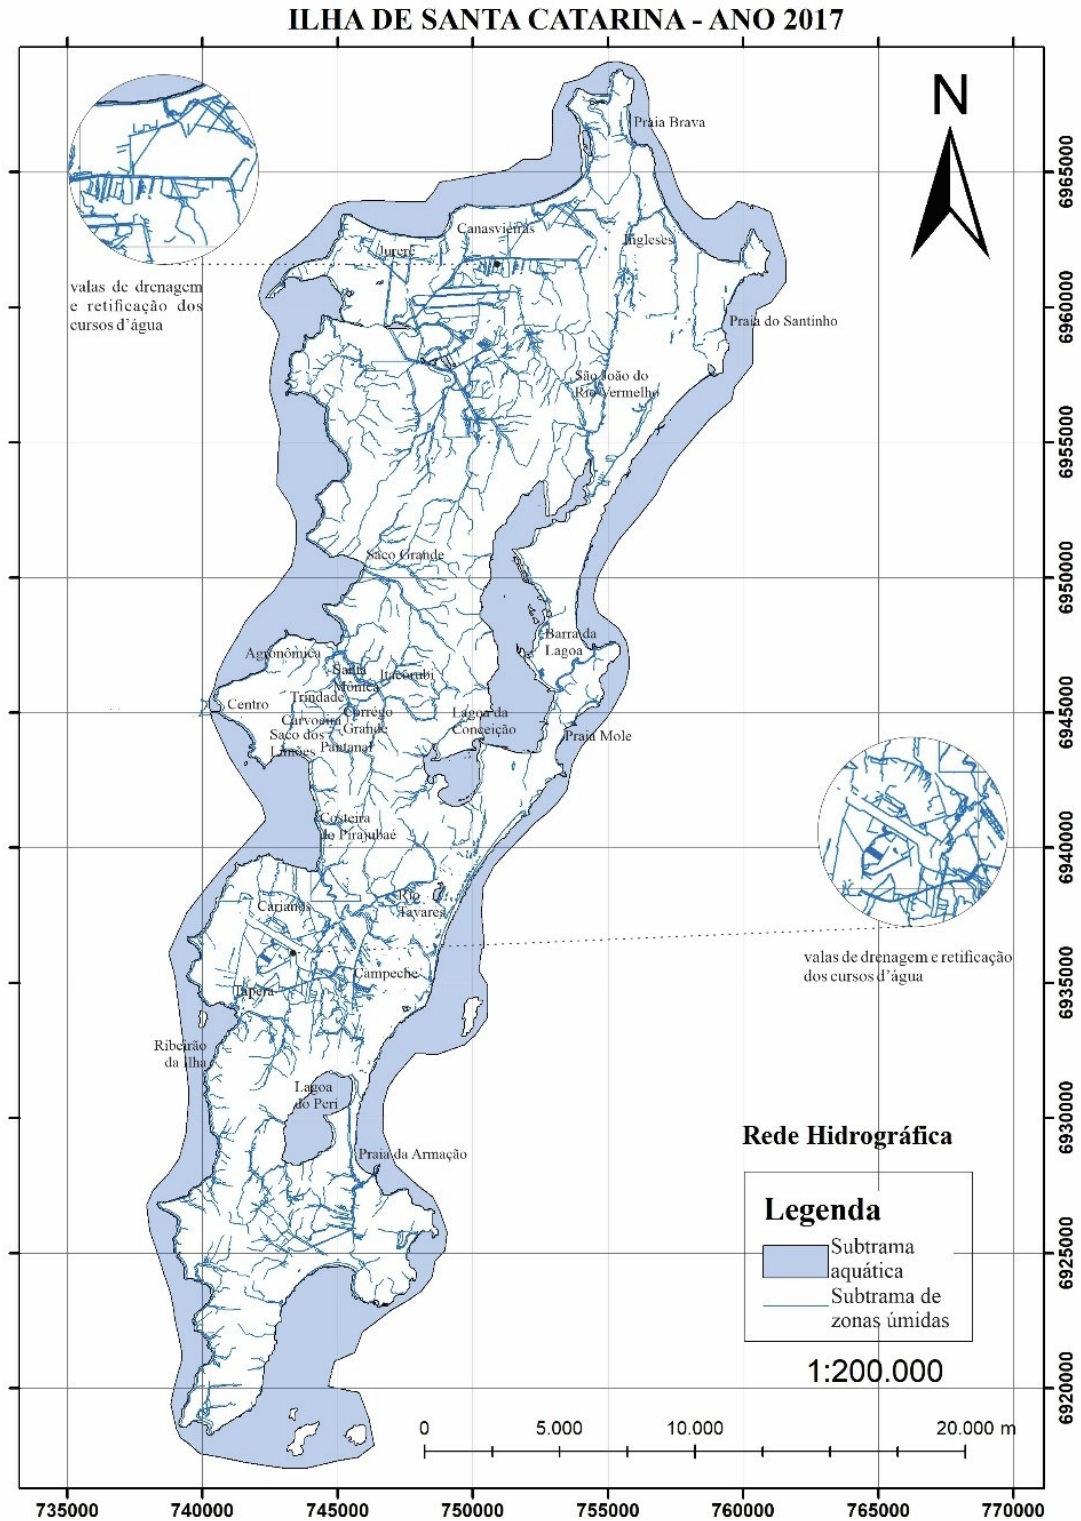 ILHA DE SANTA CATARINA - ANO 2017
N
Praia Brava
Canasvieiras
Jurerê
Ingleses
valas de drenagem
e retificação dos
cursos d'água
Praia do Santinho
São João do
Rio Vermelho
Saco Grande
Barra da
Lagoa
Agronômica
Santa
Mônica
Itacorubi
Trindade
Centro
Córrego
Grande
Carvoeira
Lagoa da
Conceição
Saco dos
Limões
Pantanal
Praia Mole
Costeira
do Pirajubaé
Rio
Tavares
Carianos
valas de drenagem e retificação
dos cursos d'água
Campeche
Tapera
Ribeirão
da Ilha
Lagoa
do Peri
Praia da Armação
Rede Hidrográfica
Legenda
Subtrama
aquática
Subtrama de
zonas úmidas
1:200.000
0 5.000 10.000 20.000 m
6965000
6960000
6955000
6950000
6945000
6940000
6935000
6930000
6925000
6920000
735000 740000 745000 750000 755000 760000 765000 770000